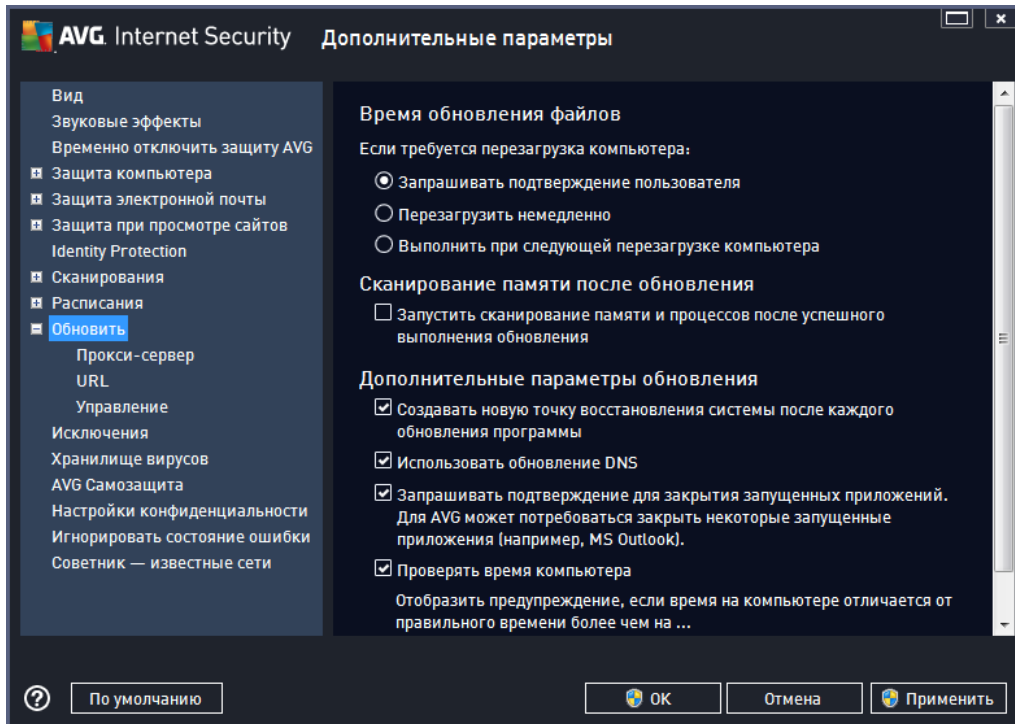 AVG. Internet Security Дополнительные параметры
Вид
Звуковые эффекты
Временно отключить защиту AVG
Защита компьютера
Защита электронной почты
Защита при просмотре сайтов
Identity Protection
Сканирования
Расписания
Обновить
Прокси-сервер
URL
Управление
Исключения
Хранилище вирусов
AVG Самозащита
Настройки конфиденциальности
Игнорировать состояние ошибки
Советник — известные сети
Время обновления файлов
Если требуется перезагрузка компьютера:
Запрашивать подтверждение пользователя
Перезагрузить немедленно
Выполнить при следующей перезагрузке компьютера
Сканирование памяти после обновления
Запустить сканирование памяти и процессов после успешного
выполнения обновления
Дополнительные параметры обновления
Создавать новую точку восстановления системы после каждого
обновления программы
Использовать обновление DNS
Запрашивать подтверждение для закрытия запущенных приложений.
Для AVG может потребоваться закрыть некоторые запущенные
приложения (например, MS Outlook).
Проверять время компьютера
Отобразить предупреждение, если время на компьютере отличается от
правильного времени более чем на ...
? По умолчанию OK Отмена Применить